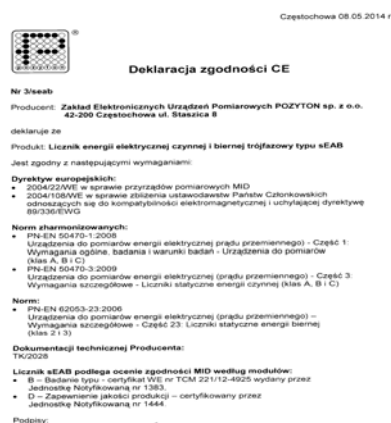 Częstochowa 08.05.2014 r
®
Deklaracja zgodności CE
Nr 3/seab
Producent: Zakład Elektronicznych Urządzeń Pomiarowych POZYTON sp. z o.o.
42-200 Częstochowa ul. Staszica 8
deklaruje że
Produkt: Licznik energii elektrycznej czynnej i biernej trójfazowy typu sEAB
Jest zgodny z następującymi wymaganiami:
Dyrektyw europejskich:
• 2004/22/WE w sprawie przyrządów pomiarowych MID
• 2004/108/WE w sprawie zbliżenia ustawodawstw Państw Członkowskich
odnoszących się do kompatybilności elektromagnetycznej i uchylającej dyrektywę
89/336/EWG
Norm zharmonizowanych:
• PN-EN 50470-1:2008
Urządzenia do pomiarów energii elektrycznej prądu przemiennego) - Część 1:
Wymagania ogólne, badania i warunki badań - Urządzenia do pomiarów
(klas A, B i C)
• PN-EN 50470-3:2009
Urządzenia do pomiarów energii elektrycznej (prądu przemiennego) - Część 3:
Wymagania szczegółowe - Liczniki statyczne energii czynnej (klas A, B i C)
Norm:
• PN-EN 62053-23:2006
Urządzenia do pomiarów energii elektrycznej (prądu przemiennego) –
Wymagania szczegółowe - Część 23: Liczniki statyczne energii biernej
(klas 2 i 3)
Dokumentacji technicznej Producenta:
TK/2028
Licznik sEAB podlega ocenie zgodności MID według modułów:
• B – Badanie typu - certyfikat WE nr TCM 221/12-4925 wydany przez
Jednostkę Notyfikowaną nr 1383.
• D – Zapewnienie jakości produkcji – certyfikowany przez
Jednostkę Notyfikowaną nr 1444.
Podpisy: